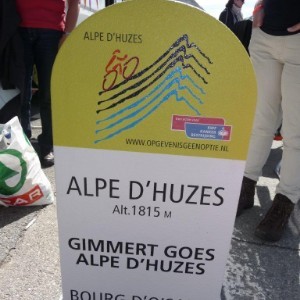 ALPE D'HUZES
WWW.OPGEVENISGEENOPTIE.NL
ALPE D'HUZES
Alt.1815 M
GIMMERT GOES
ALPE D'HUZES